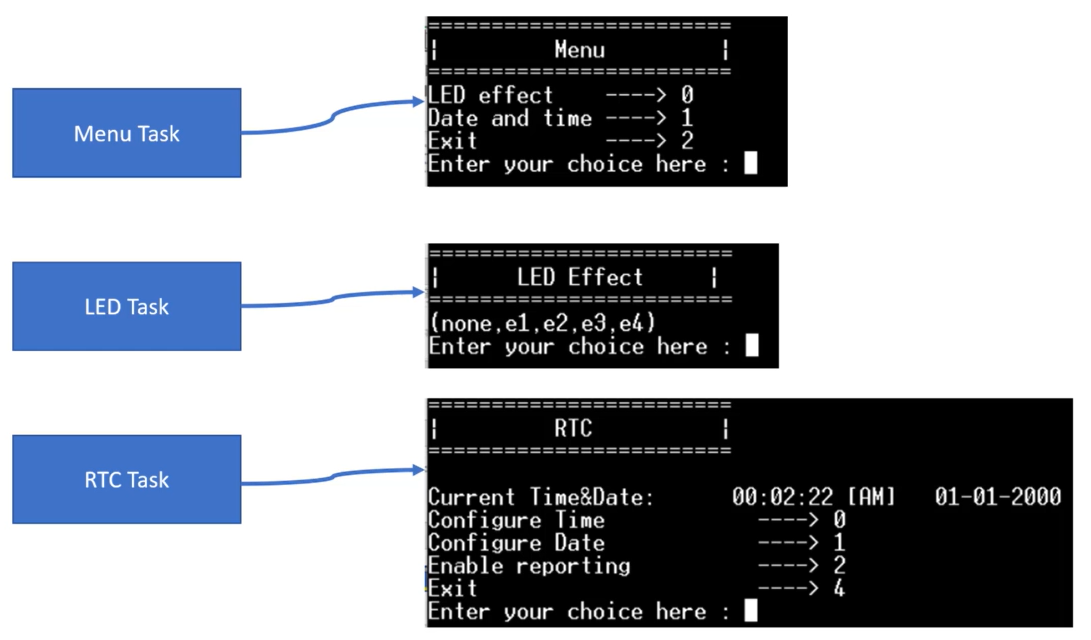 Menu Task
===============================
|         Menu         |
===============================
LED effect    ----> 0
Date and time ----> 1
Exit          ----> 2
Enter your choice here :
LED Task
===============================
|       LED Effect      |
===============================
(none,e1,e2,e3,e4)
Enter your choice here :
RTC Task
===============================
|         RTC          |
===============================
Current Time&Date:      00:02:22 [AM]   01-01-2000
Configure Time            ----> 0
Configure Date            ----> 1
Enable reporting          ----> 2
Exit                      ----> 4
Enter your choice here :